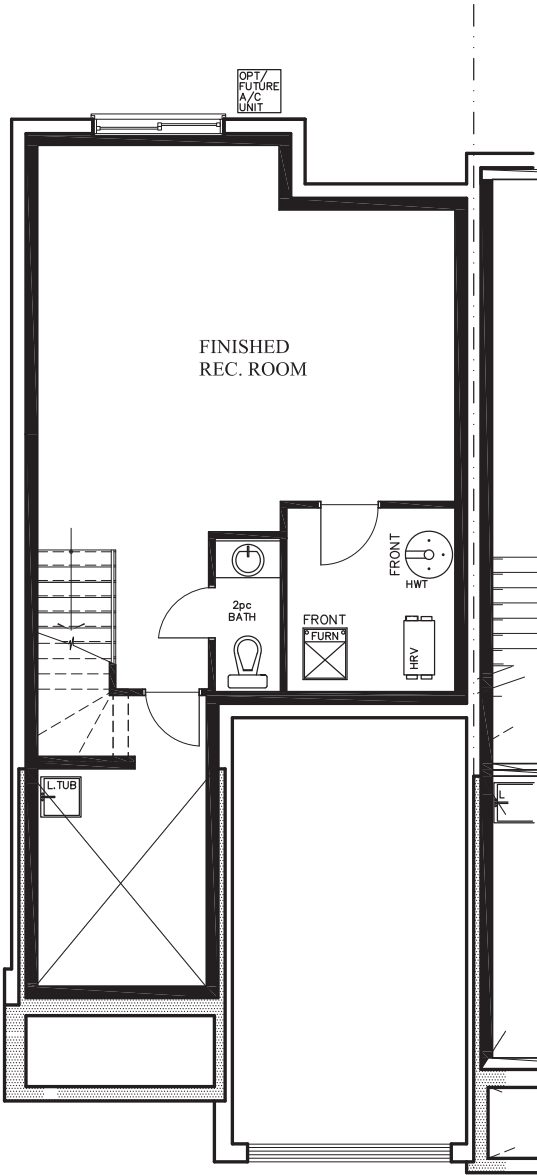 OPT/
FUTURE
A/C
UNIT
FINISHED
REC. ROOM
FRONT
HWT
2pc
BATH
FRONT
FURN
HRV
L.TUB
L